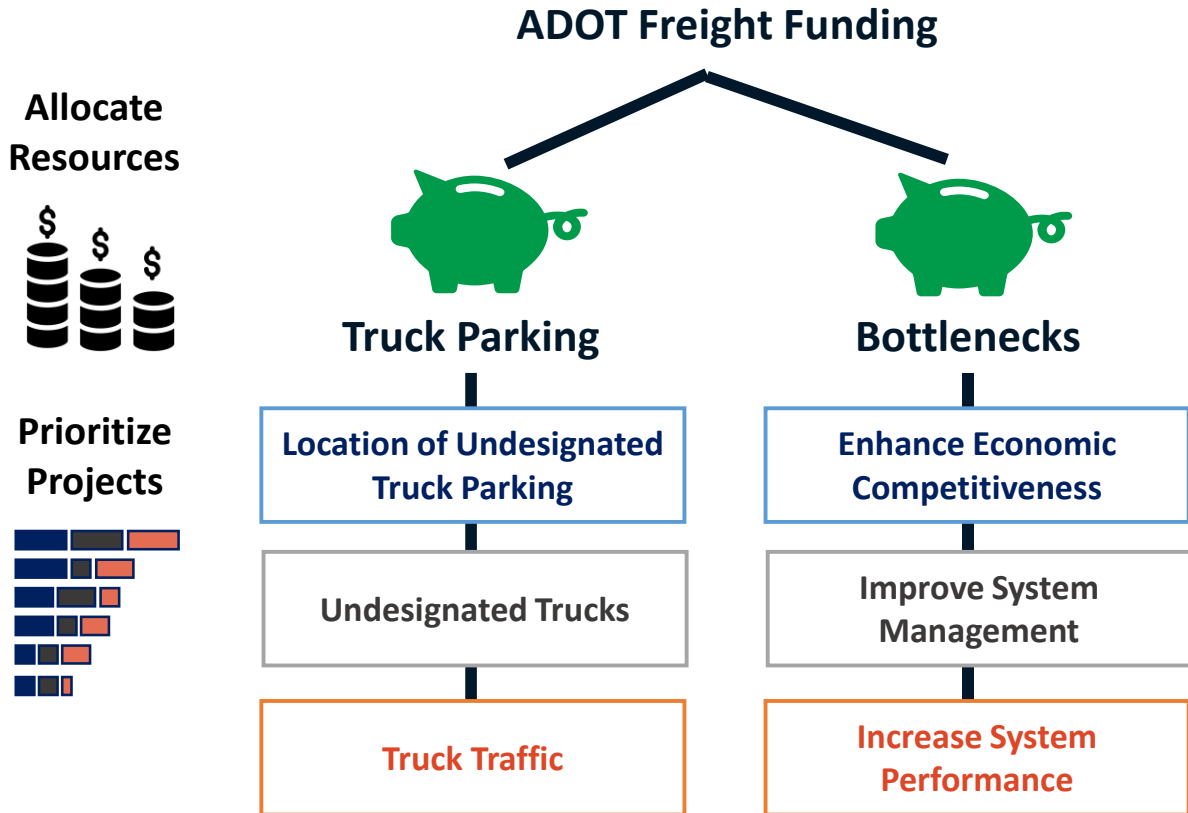 ADOT Freight Funding
Allocate
Resources
$
$
$
Truck Parking
Bottlenecks
Prioritize
Projects
Location of Undesignated
Truck Parking
Enhance Economic
Competitiveness
Undesignated Trucks
Improve System
Management
Truck Traffic
Increase System
Performance